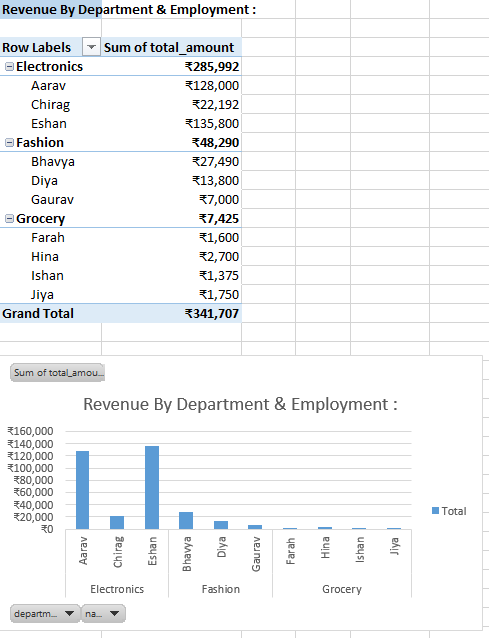 Revenue By Department & Employment :
Row Labels Sum of total_amount
Electronics ₹285,992
Aarav ₹128,000
Chirag ₹22,192
Eshan ₹135,800
Fashion ₹48,290
Bhavya ₹27,490
Diya ₹13,800
Gaurav ₹7,000
Grocery ₹7,425
Farah ₹1,600
Hina ₹2,700
Ishan ₹1,375
Jiya ₹1,750
Grand Total ₹341,707
Sum of total_amou...
Revenue By Department & Employment :
₹160,000
₹140,000
₹120,000
₹100,000
₹80,000
₹60,000
₹40,000
₹20,000
₹0
Total
Aarav Chirag Eshan Bhavya Diya Gaurav Farah Hina Ishan Jiya
Electronics Fashion Grocery
departm... na...